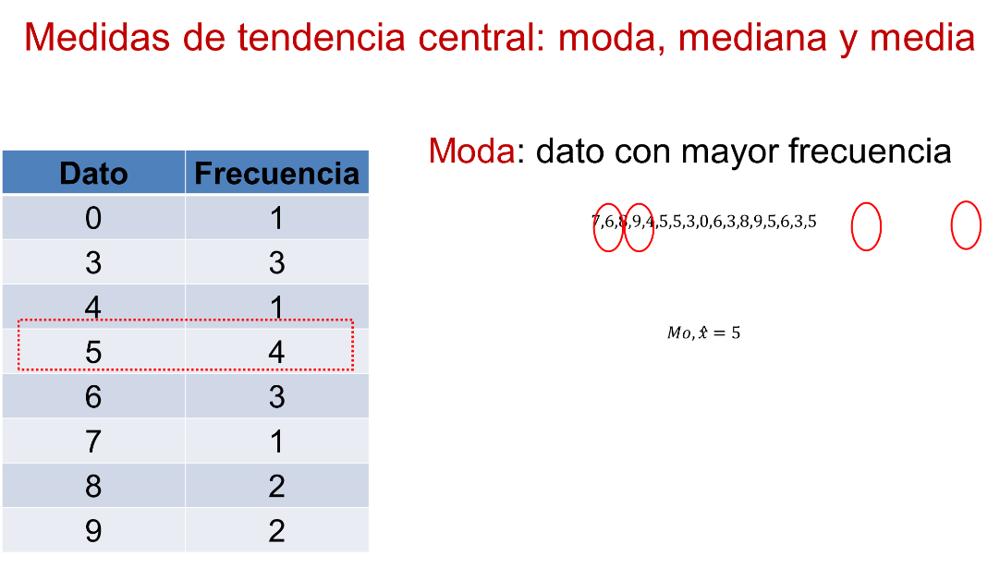 Medidas de tendencia central: moda, mediana y media
Moda: dato con mayor frecuencia
7,6,8,9,4,5,5,3,0,6,3,8,9,5,6,3,5
Mo, x̂ = 5
Dato Frecuencia
0 1
3 3
4 1
5 4
6 3
7 1
8 2
9 2